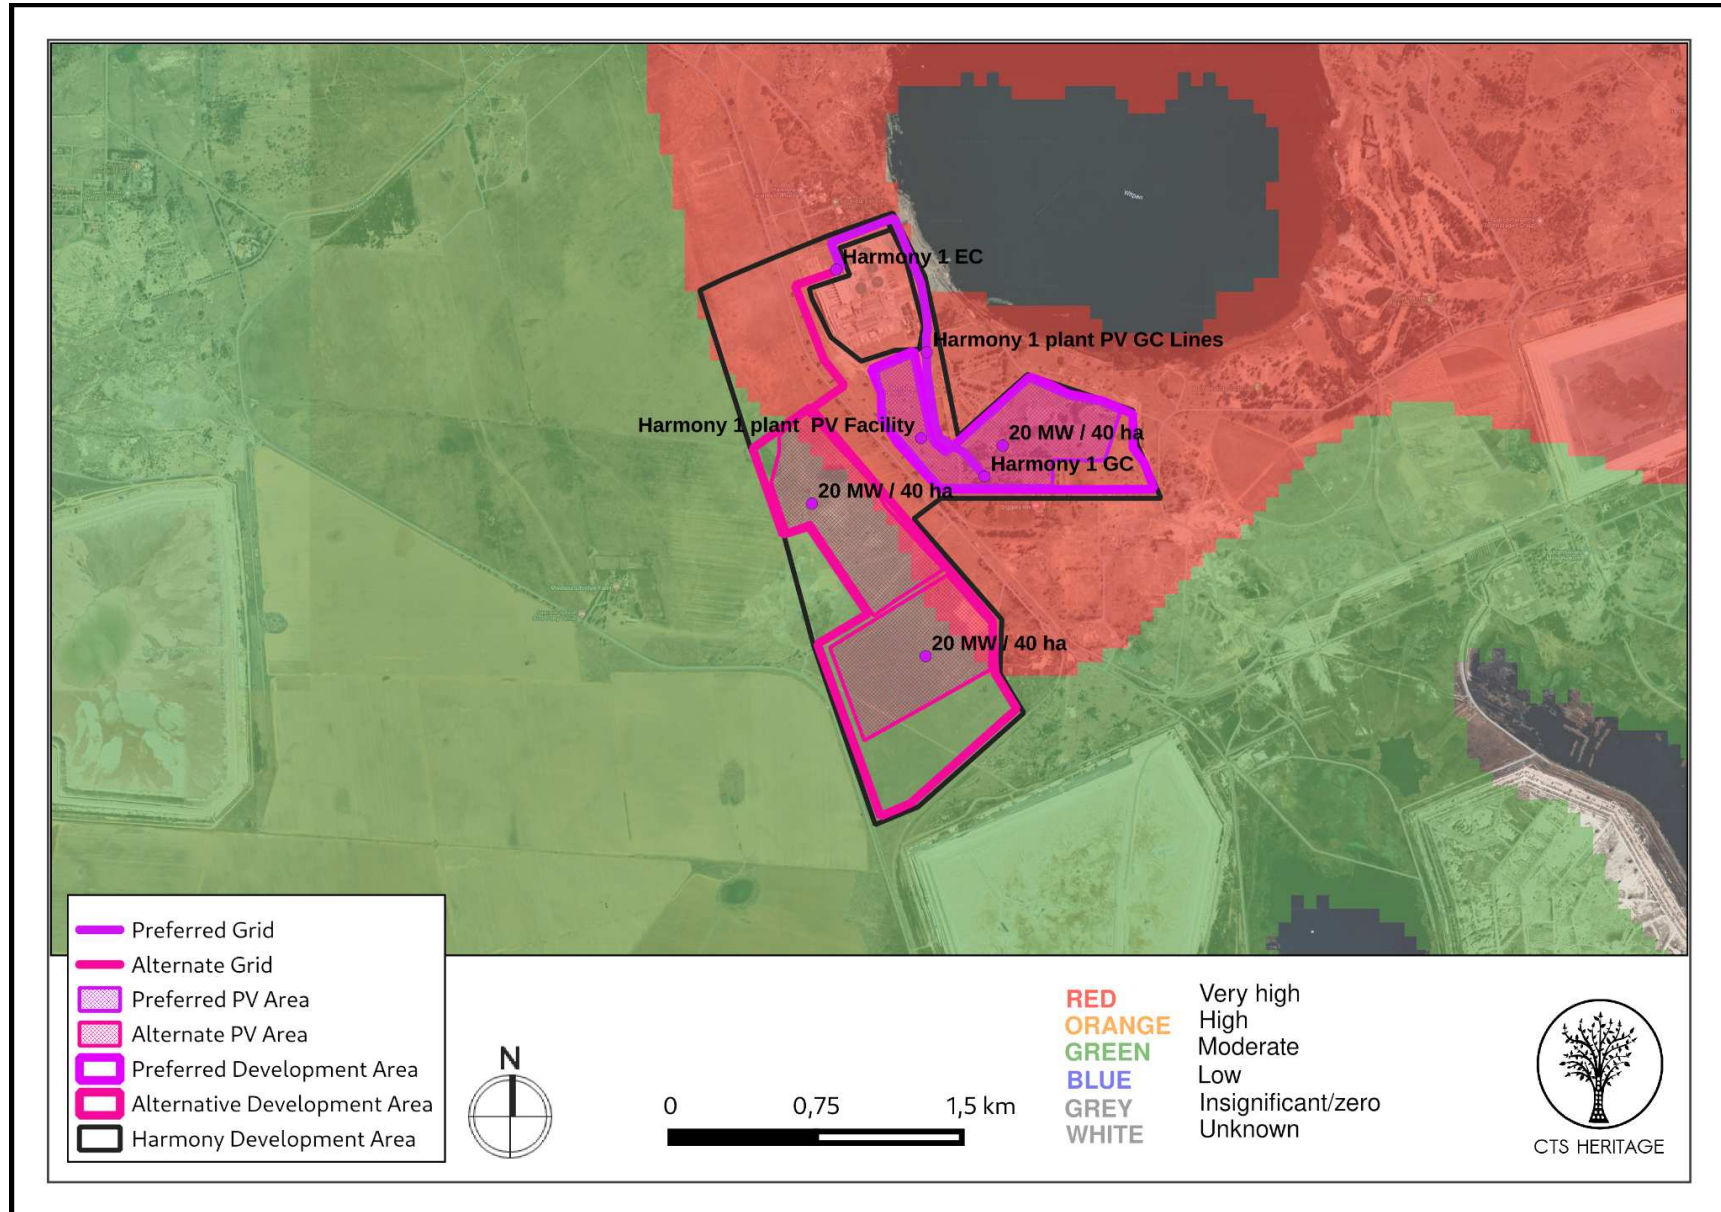 Witpan
Harmony 1 EC
Harmony 1 plant PV GC Lines
Harmony 1 plant PV Facility
20 MW / 40 ha
Harmony 1 GC
20 MW / 40 ha
20 MW / 40 ha
Preferred Grid
Alternate Grid
Preferred PV Area
Alternate PV Area
Preferred Development Area
Alternative Development Area
Harmony Development Area
N
0 0,75 1,5 km
RED Very high
ORANGE High
GREEN Moderate
BLUE Low
GREY Insignificant/zero
WHITE Unknown
CTS HERITAGE